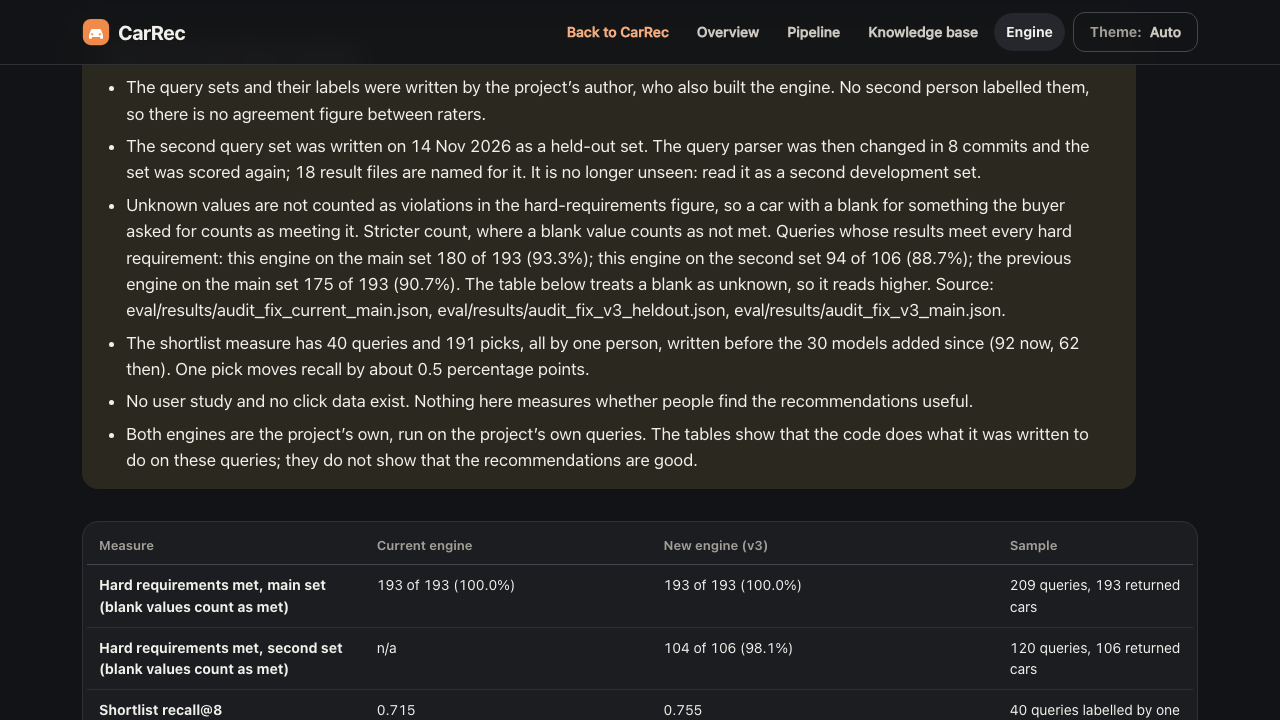 CarRec
Back to CarRec
Overview
Pipeline
Knowledge base
Engine
Theme: Auto
• The query sets and their labels were written by the project’s author, who also built the engine. No second person labelled them,
so there is no agreement figure between raters.
• The second query set was written on 14 Nov 2026 as a held-out set. The query parser was then changed in 8 commits and the
set was scored again; 18 result files are named for it. It is no longer unseen: read it as a second development set.
• Unknown values are not counted as violations in the hard-requirements figure, so a car with a blank for something the buyer
asked for counts as meeting it. Stricter count, where a blank value counts as not met. Queries whose results meet every hard
requirement: this engine on the main set 180 of 193 (93.3%); this engine on the second set 94 of 106 (88.7%); the previous
engine on the main set 175 of 193 (90.7%). The table below treats a blank as unknown, so it reads higher. Source:
eval/results/audit_fix_current_main.json, eval/results/audit_fix_v3_heldout.json, eval/results/audit_fix_v3_main.json.
• The shortlist measure has 40 queries and 191 picks, all by one person, written before the 30 models added since (92 now, 62
then). One pick moves recall by about 0.5 percentage points.
• No user study and no click data exist. Nothing here measures whether people find the recommendations useful.
• Both engines are the project’s own, run on the project’s own queries. The tables show that the code does what it was written to
do on these queries; they do not show that the recommendations are good.
Measure
Current engine
New engine (v3)
Sample
Hard requirements met, main set
(blank values count as met)
193 of 193 (100.0%)
193 of 193 (100.0%)
209 queries, 193 returned
cars
Hard requirements met, second set
(blank values count as met)
n/a
104 of 106 (98.1%)
120 queries, 106 returned
cars
Shortlist recall@8
0.715
0.755
40 queries labelled by one